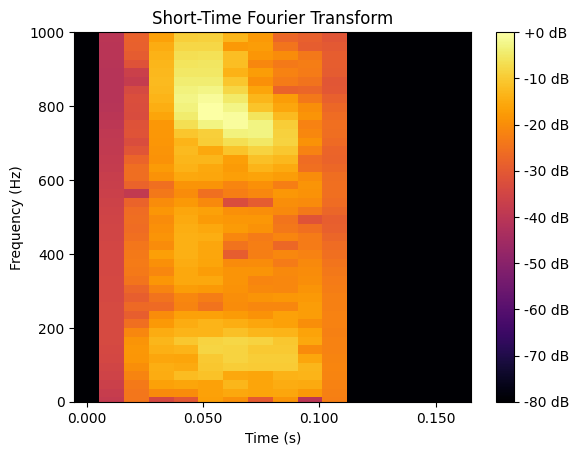 Short-Time Fourier Transform
1000
800
600
400
200
0
Frequency (Hz)
0.000
0.050
0.100
0.150
Time (s)
+0 dB
-10 dB
-20 dB
-30 dB
-40 dB
-50 dB
-60 dB
-70 dB
-80 dB